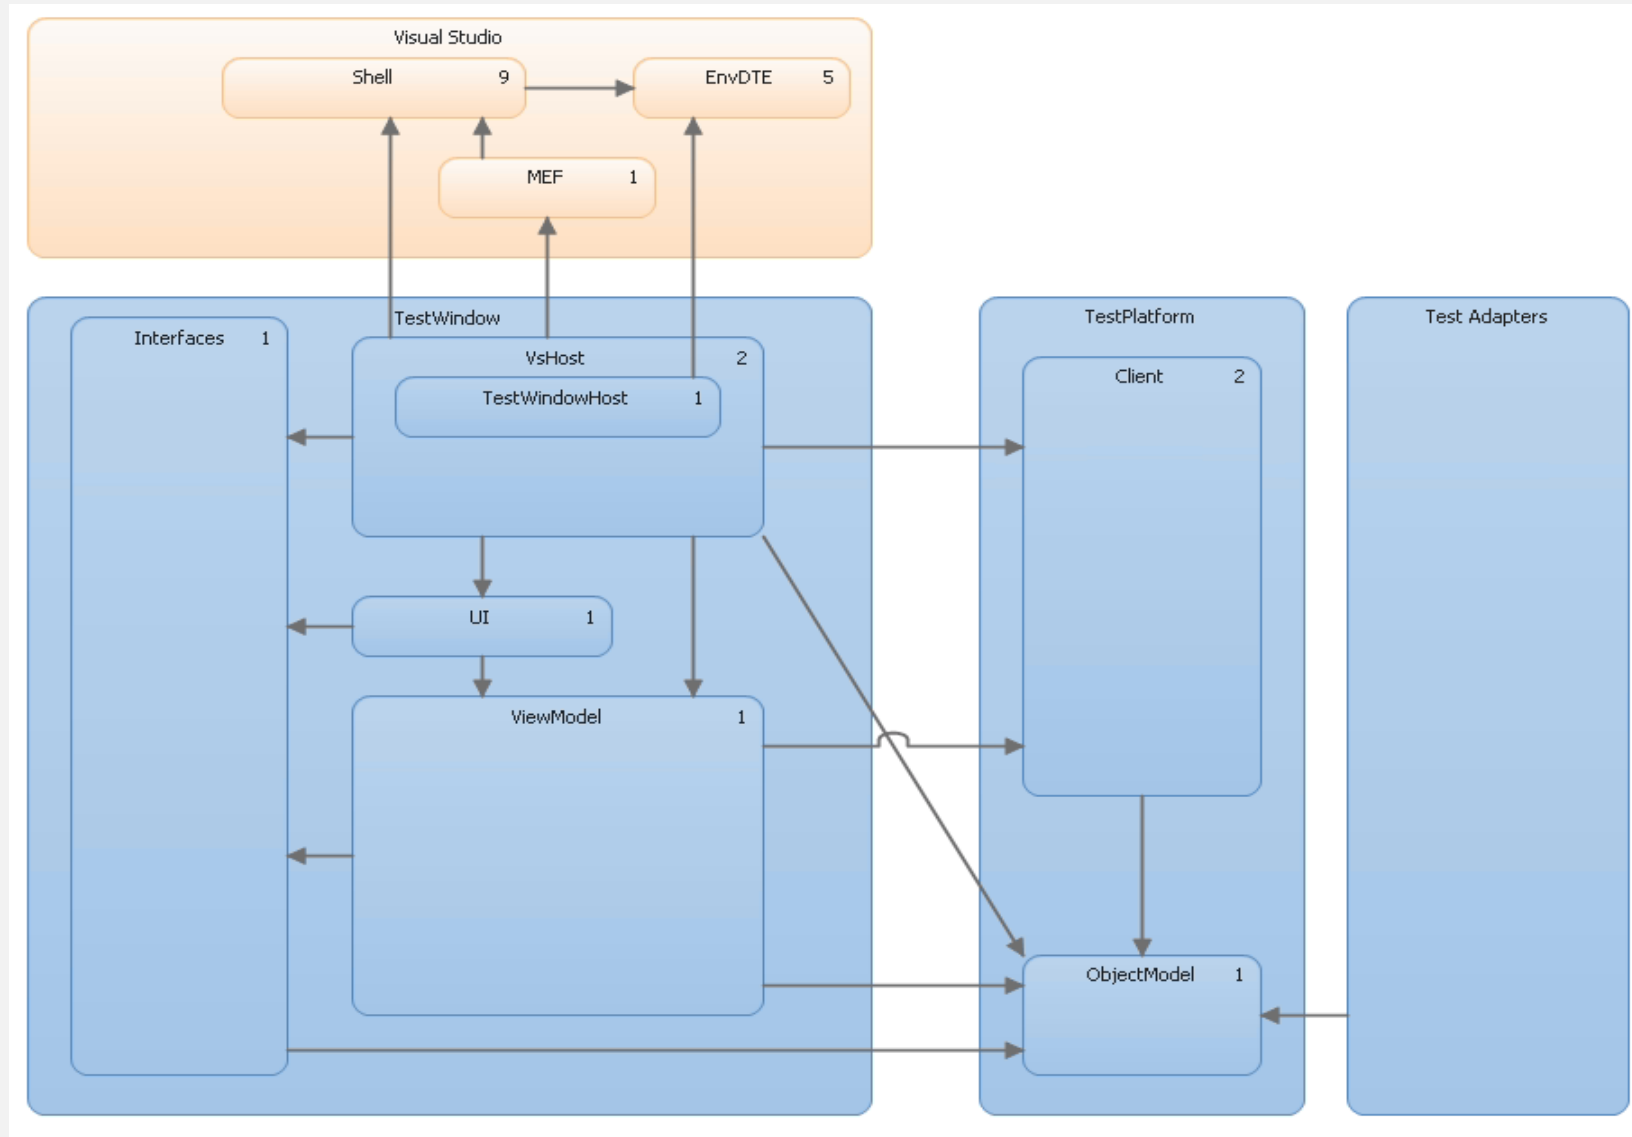 Visual Studio
Shell 9
EnvDTE 5
MEF 1
TestWindow
TestPlatform
Test Adapters
Interfaces 1
VsHost 2
Client 2
TestWindowHost 1
UI 1
ViewModel 1
ObjectModel 1